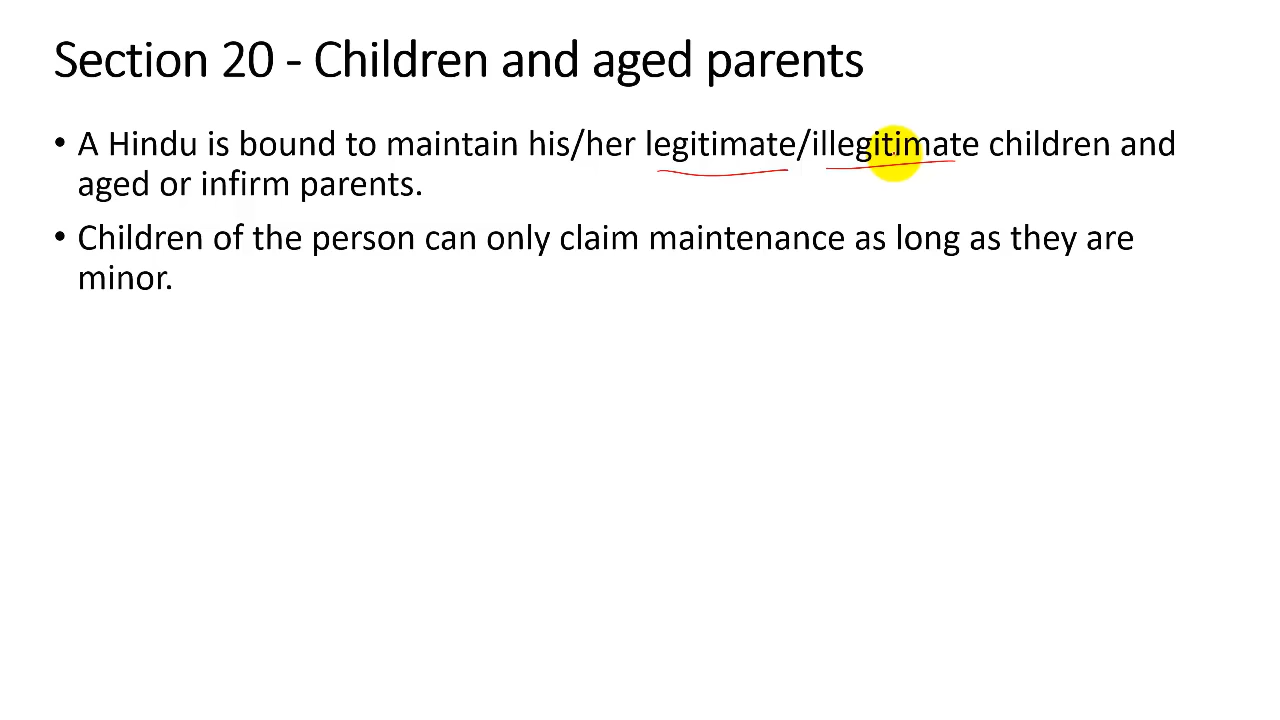 Section 20 - Children and aged parents
• A Hindu is bound to maintain his/her legitimate/illegitimate children and
aged or infirm parents.
• Children of the person can only claim maintenance as long as they are
minor.